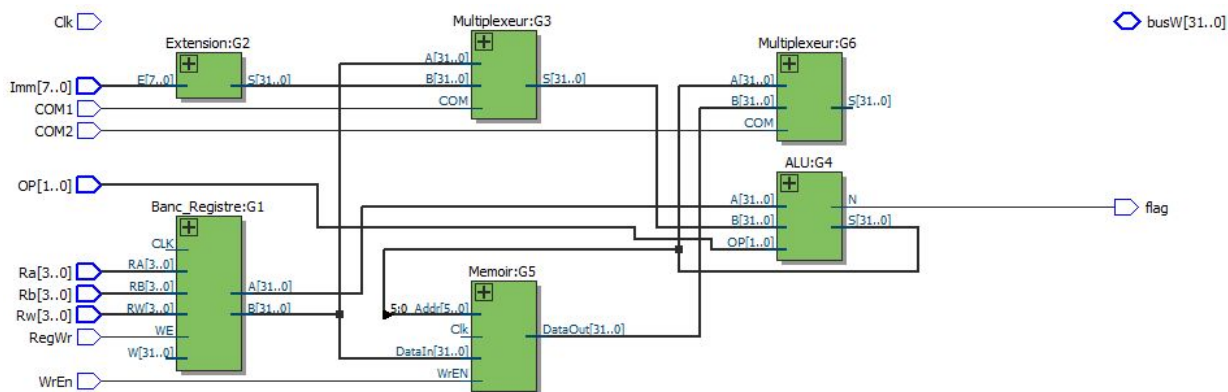 Clk
Multiplexeur:G3
busW[31..0]
Extension:G2
Multiplexeur:G6
A[31..0]
Imm[7..0]
E[7..0]
S[31..0]
B[31..0]
S[31..0]
COM
A[31..0]
B[31..0]
S[31..0]
COM
COM1
COM2
ALU:G4
OP[1..0]
A[31..0]
N
flag
B[31..0]
S[31..0]
OP[1..0]
Banc_Registre:G1
CLK
Ra[3..0]
RA[3..0]
Rb[3..0]
RB[3..0]
A[31..0]
Rw[3..0]
RW[3..0]
B[31..0]
RegWr
WE
W[31..0]
Memoir:G5
5:0
Addr[5..0]
Clk
DataOut[31..0]
DataIn[31..0]
WrEn
WrEN